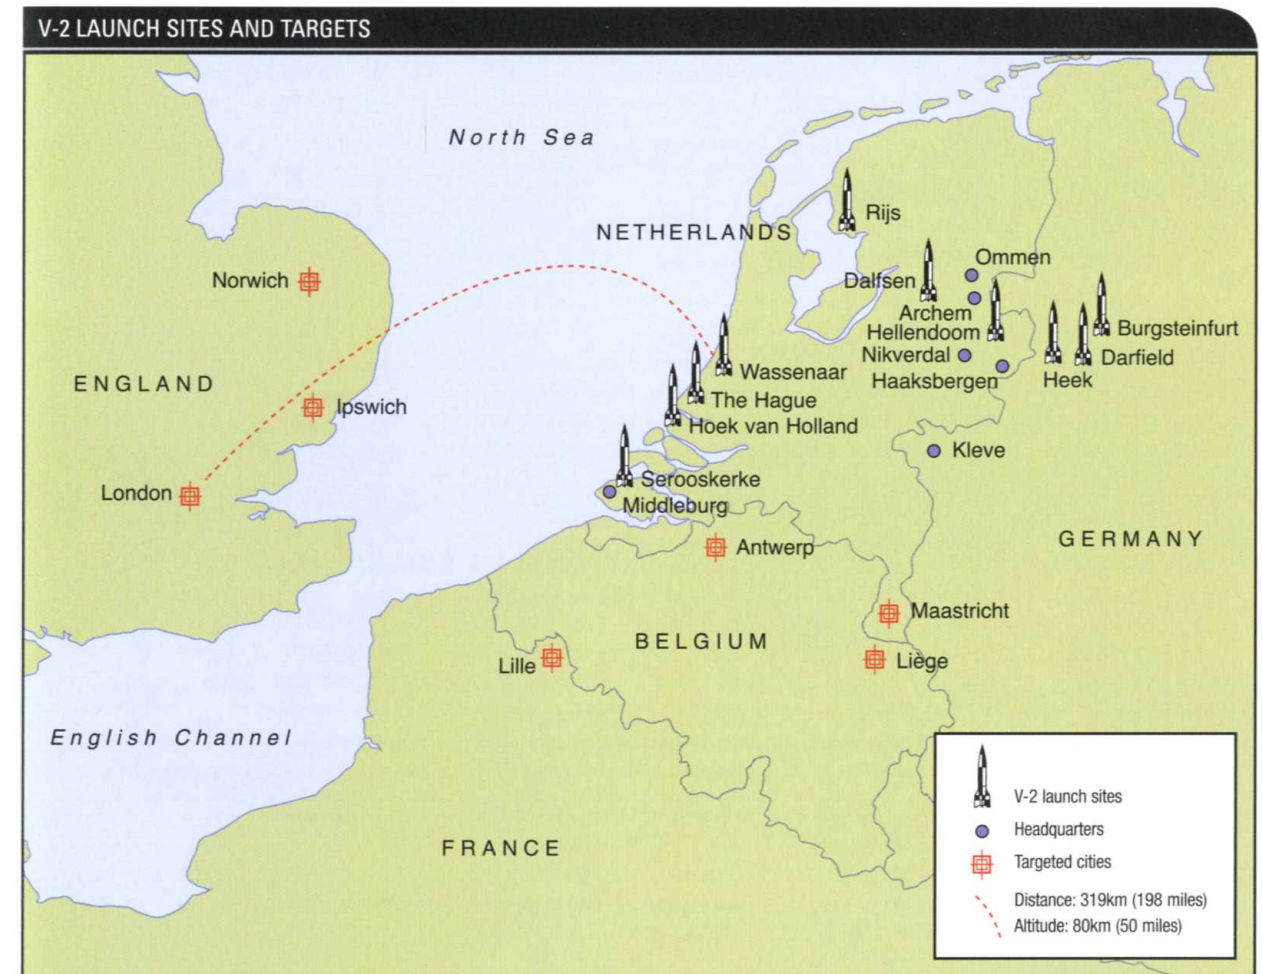 V-2 LAUNCH SITES AND TARGETS
North Sea
NETHERLANDS
Rijs
Ommen
Norwich
Dalfsen
Archem
Hellendoom
Burgsteinfurt
Nikverdal
Darfield
Wassenaar
Haaksbergen
Heek
ENGLAND
The Hague
Ipswich
Hoek van Holland
Kleve
Serooskerke
London
Middleburg
GERMANY
Antwerp
Maastricht
BELGIUM
Lille
Liège
English Channel
FRANCE
V-2 launch sites
Headquarters
Targeted cities
Distance: 319km (198 miles)
Altitude: 80km (50 miles)